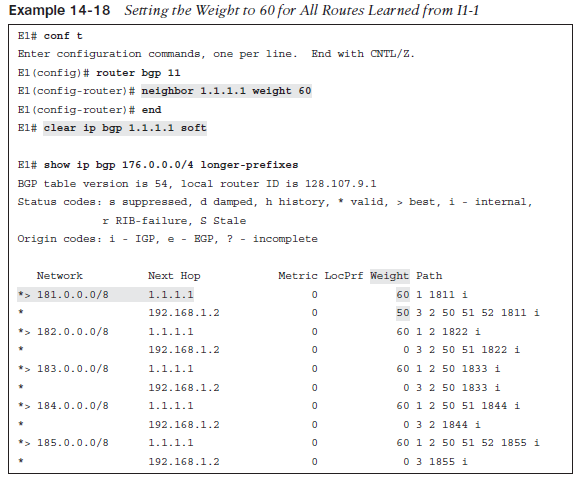 Example 14-18 Setting the Weight to 60 for All Routes Learned from I1-1
E1# conf t
Enter configuration commands, one per line. End with CNTL/Z.
E1(config)# router bgp 11
E1(config-router)# neighbor 1.1.1.1 weight 60
E1(config-router)# end
E1# clear ip bgp 1.1.1.1 soft
E1# show ip bgp 176.0.0.0/4 longer-prefixes
BGP table version is 54, local router ID is 128.107.9.1
Status codes: s suppressed, d damped, h history, * valid, > best, i - internal,
r RIB-failure, S Stale
Origin codes: i - IGP, e - EGP, ? - incomplete
Network Next Hop Metric LocPrf Weight Path
*> 181.0.0.0/8 1.1.1.1 0 60 1 1811 i
* 192.168.1.2 0 50 3 2 50 51 52 1811 i
*> 182.0.0.0/8 1.1.1.1 0 60 1 2 1822 i
* 192.168.1.2 0 0 3 2 50 51 1822 i
*> 183.0.0.0/8 1.1.1.1 0 60 1 2 50 1833 i
* 192.168.1.2 0 0 3 2 50 1833 i
*> 184.0.0.0/8 1.1.1.1 0 60 1 2 50 51 1844 i
* 192.168.1.2 0 0 3 2 1844 i
*> 185.0.0.0/8 1.1.1.1 0 60 1 2 50 51 52 1855 i
* 192.168.1.2 0 0 3 1855 i